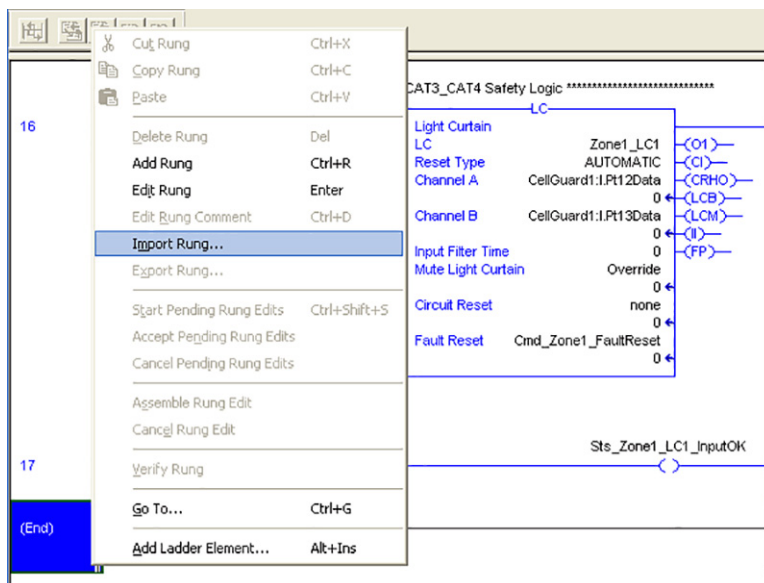 Cut Rung Ctrl+X
Copy Rung Ctrl+C
Paste Ctrl+V
Delete Rung Del
Add Rung Ctrl+R
Edit Rung Enter
Edit Rung Comment Ctrl+D
Import Rung...
Export Rung...
Start Pending Rung Edits Ctrl+Shift+S
Accept Pending Rung Edits
Cancel Pending Rung Edits
Assemble Rung Edit
Cancel Rung Edit
Verify Rung
Go To... Ctrl+G
Add Ladder Element... Alt+Ins
16
CAT3_CAT4 Safety Logic ****************************
LC
Light Curtain
LC Zone1_LC1 (O1)
Reset Type AUTOMATIC (CI)
Channel A CellGuard1:I.Pt12Data (CRHO)
0 (LCB)
Channel B CellGuard1:I.Pt13Data (LCM)
0 (II)
Input Filter Time 0 (FP)
Mute Light Curtain Override
0
Circuit Reset none
0
Fault Reset Cmd_Zone1_FaultReset
0
17
Sts_Zone1_LC1_InputOK
(End)